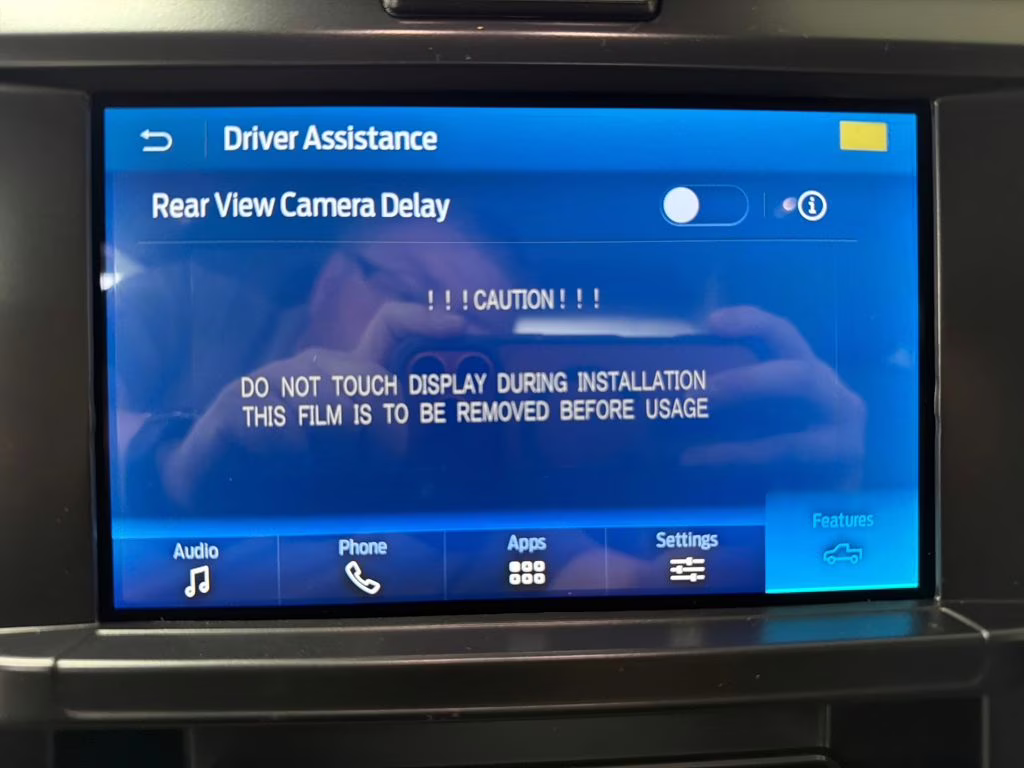 Driver Assistance
Rear View Camera Delay
!!!CAUTION!!!
DO NOT TOUCH DISPLAY DURING INSTALLATION
THIS FILM IS TO BE REMOVED BEFORE USAGE
Audio
Phone
Apps
Settings
Features